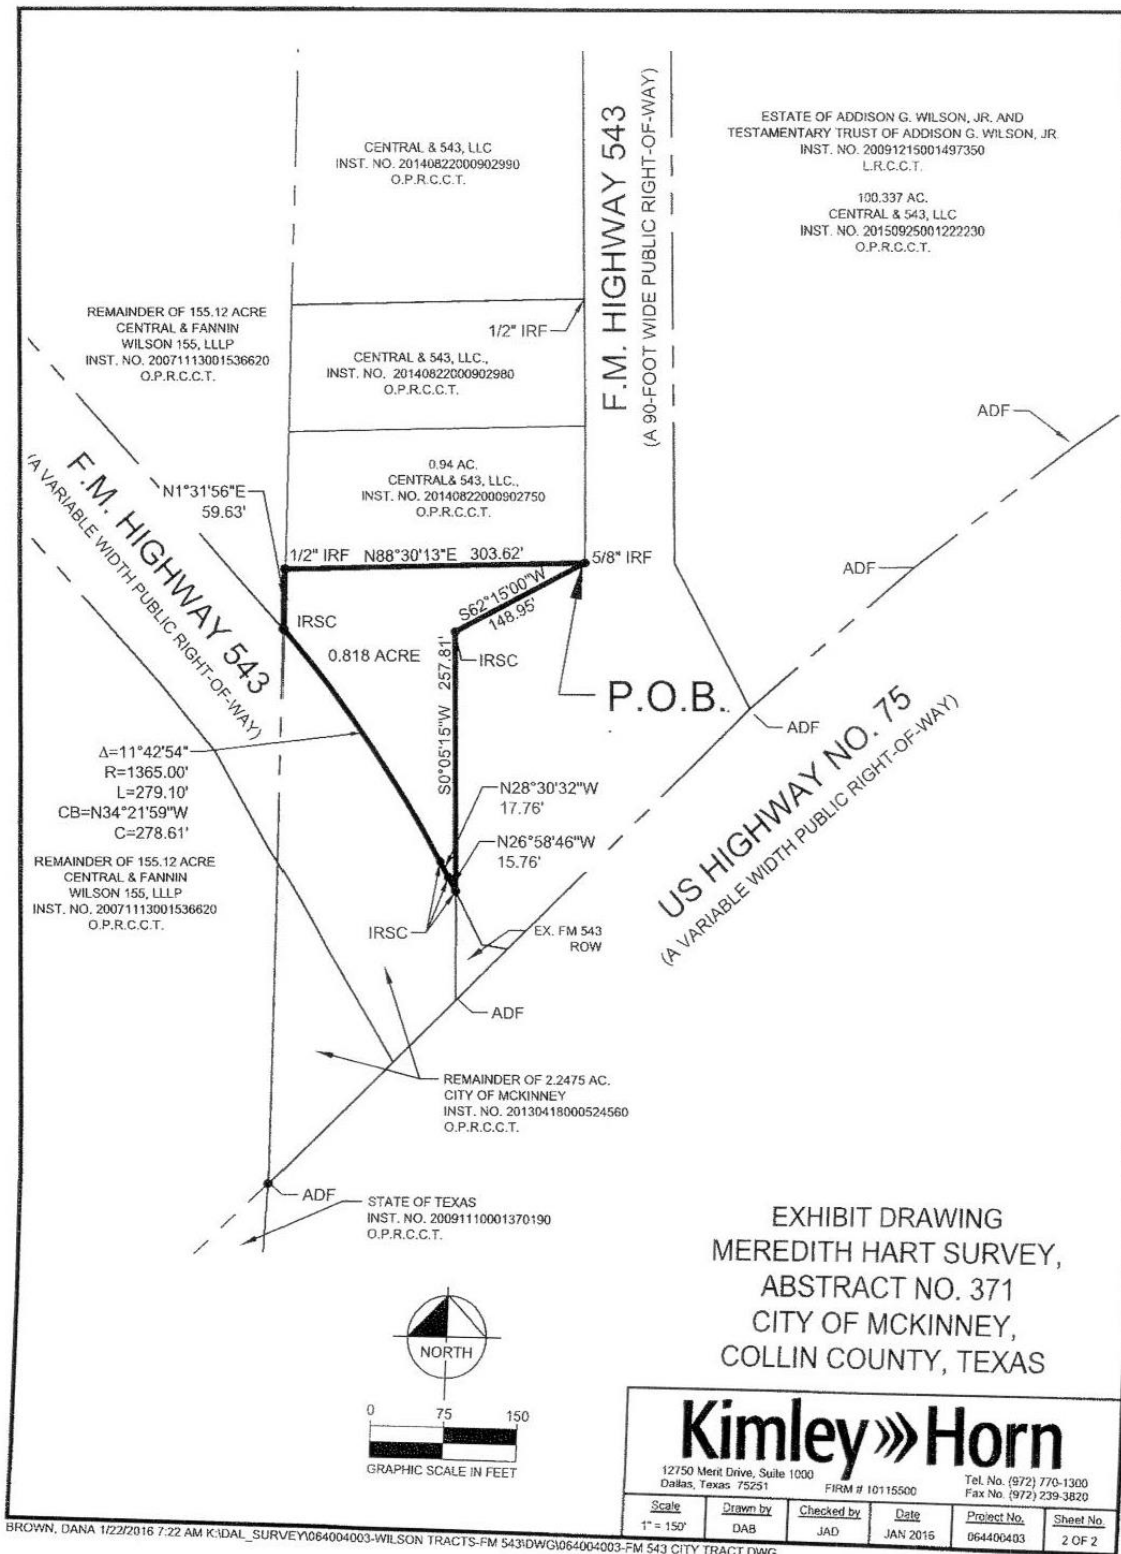 CENTRAL & 543, LLC
INST. NO. 20140822000902990
O.P.R.C.C.T.
F.M. HIGHWAY 543
(A 90-FOOT WIDE PUBLIC RIGHT-OF-WAY)
ESTATE OF ADDISON G. WILSON, JR. AND
TESTAMENTARY TRUST OF ADDISON G. WILSON, JR.
INST. NO. 20091215001497350
L.R.C.C.T.
100.337 AC.
CENTRAL & 543, LLC
INST. NO. 20150925001222230
O.P.R.C.C.T.
REMAINDER OF 155.12 ACRE
CENTRAL & FANNIN
WILSON 155, LLLP
INST. NO. 20071113001536620
O.P.R.C.C.T.
1/2" IRF
CENTRAL & 543, LLC.,
INST. NO. 20140822000902980
O.P.R.C.C.T.
ADF
0.94 AC.
CENTRAL& 543, LLC.,
INST. NO. 20140822000902750
O.P.R.C.C.T.
F.M. HIGHWAY 543
(A VARIABLE WIDTH PUBLIC RIGHT-OF-WAY)
N1°31'56"E
59.63'
1/2" IRF
N88°30'13"E 303.62'
5/8" IRF
ADF
S62°15'00"W
148.95'
IRSC
IRSC
0.818 ACRE
S0°05'15"W 257.81'
P.O.B.
ADF
US HIGHWAY NO. 75
(A VARIABLE WIDTH PUBLIC RIGHT-OF-WAY)
Δ=11°42'54"
R=1365.00'
L=279.10'
CB=N34°21'59"W
C=278.61'
N28°30'32"W
17.76'
N26°58'46"W
15.76'
REMAINDER OF 155.12 ACRE
CENTRAL & FANNIN
WILSON 155, LLLP
INST. NO. 20071113001536620
O.P.R.C.C.T.
IRSC
EX. FM 543
ROW
ADF
REMAINDER OF 2.2475 AC.
CITY OF MCKINNEY
INST. NO. 20130418000524560
O.P.R.C.C.T.
ADF
STATE OF TEXAS
INST. NO. 20091110001370190
O.P.R.C.C.T.
EXHIBIT DRAWING
MEREDITH HART SURVEY,
ABSTRACT NO. 371
CITY OF MCKINNEY,
COLLIN COUNTY, TEXAS
NORTH
0 75 150
GRAPHIC SCALE IN FEET
Kimley»Horn
12750 Merit Drive, Suite 1000
Dallas, Texas 75251
FIRM # 10115500
Tel. No. (972) 770-1300
Fax No. (972) 239-3820
Scale Drawn by Checked by Date Project No. Sheet No.
1" = 150' DAB JAD JAN 2016 064400403 2 OF 2
BROWN, DANA 1/22/2016 7:22 AM K:\DAL_SURVEY\064004003-WILSON TRACTS-FM 543\DWG\064004003-FM 543 CITY TRACT.DWG